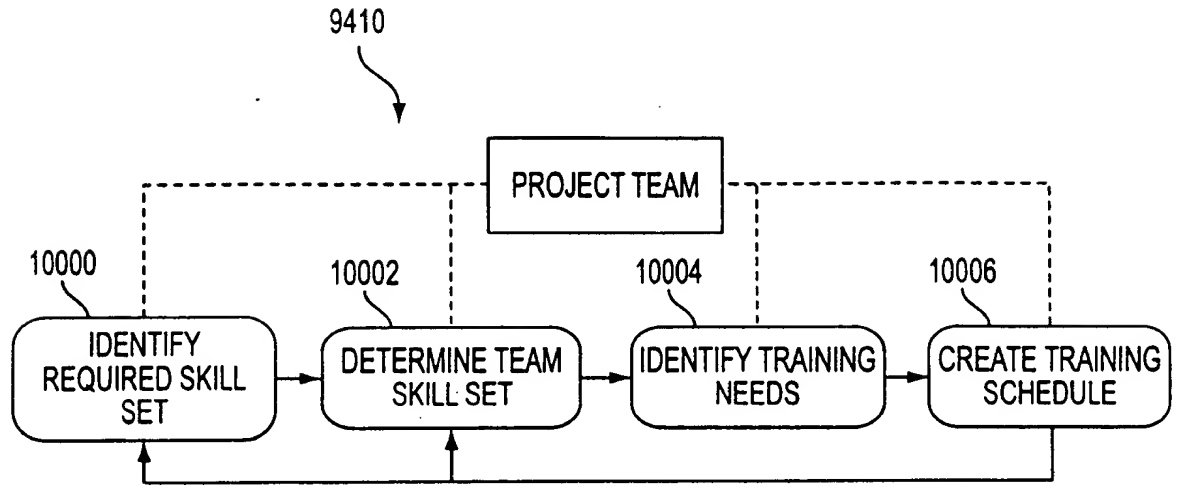 9410
PROJECT TEAM
10000
10002
10004
10006
IDENTIFY
REQUIRED SKILL
SET
DETERMINE TEAM
SKILL SET
IDENTIFY TRAINING
NEEDS
CREATE TRAINING
SCHEDULE